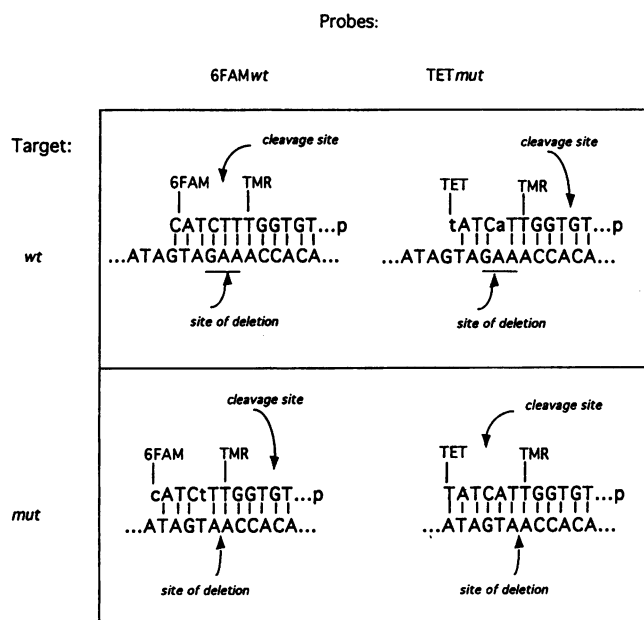 Probes:
6FAMwt TETmut
Target:
cleavage site
6FAM TMR
CATCTTTGGTGT...p
...ATAGTAGAAACCACA...
site of deletion
cleavage site
TET TMR
tATCaTTGGTGT...p
...ATAGTAGAAACCACA...
site of deletion
wt
cleavage site
6FAM TMR
cATCtTTGGTGT...p
...ATAGTAACCACA...
site of deletion
cleavage site
TET TMR
TATCATTGGTGT...p
...ATAGTAACCACA...
site of deletion
mut